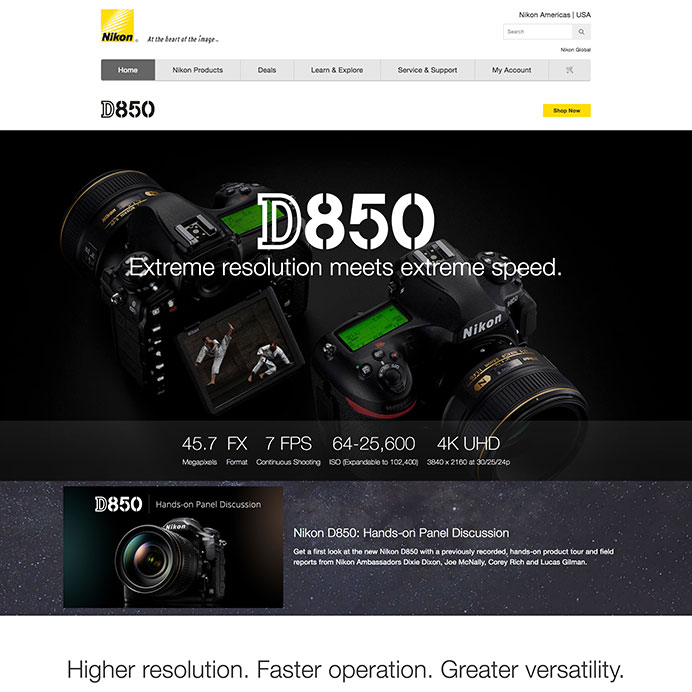 Nikon Americas | USA
Nikon
At the heart of the image
Search
Nikon Global
Home
Nikon Products
Deals
Learn & Explore
Service & Support
My Account
D850
Shop Now
D850
Extreme resolution meets extreme speed.
Nikon
Nikon
Nikon
45.7 FX 7 FPS 64-25,600 4K UHD
Megapixels Format Continuous Shooting ISO (Expandable to 102,400) 3840 x 2160 at 30/25/24p
D850 | Hands-on Panel Discussion
Nikon
Nikon D850: Hands-on Panel Discussion
Get a first look at the new Nikon D850 with a previously recorded, hands-on product tour and field
reports from Nikon Ambassadors Dixie Dixon, Joe McNally, Corey Rich and Lucas Gilman.
Higher resolution. Faster operation. Greater versatility.